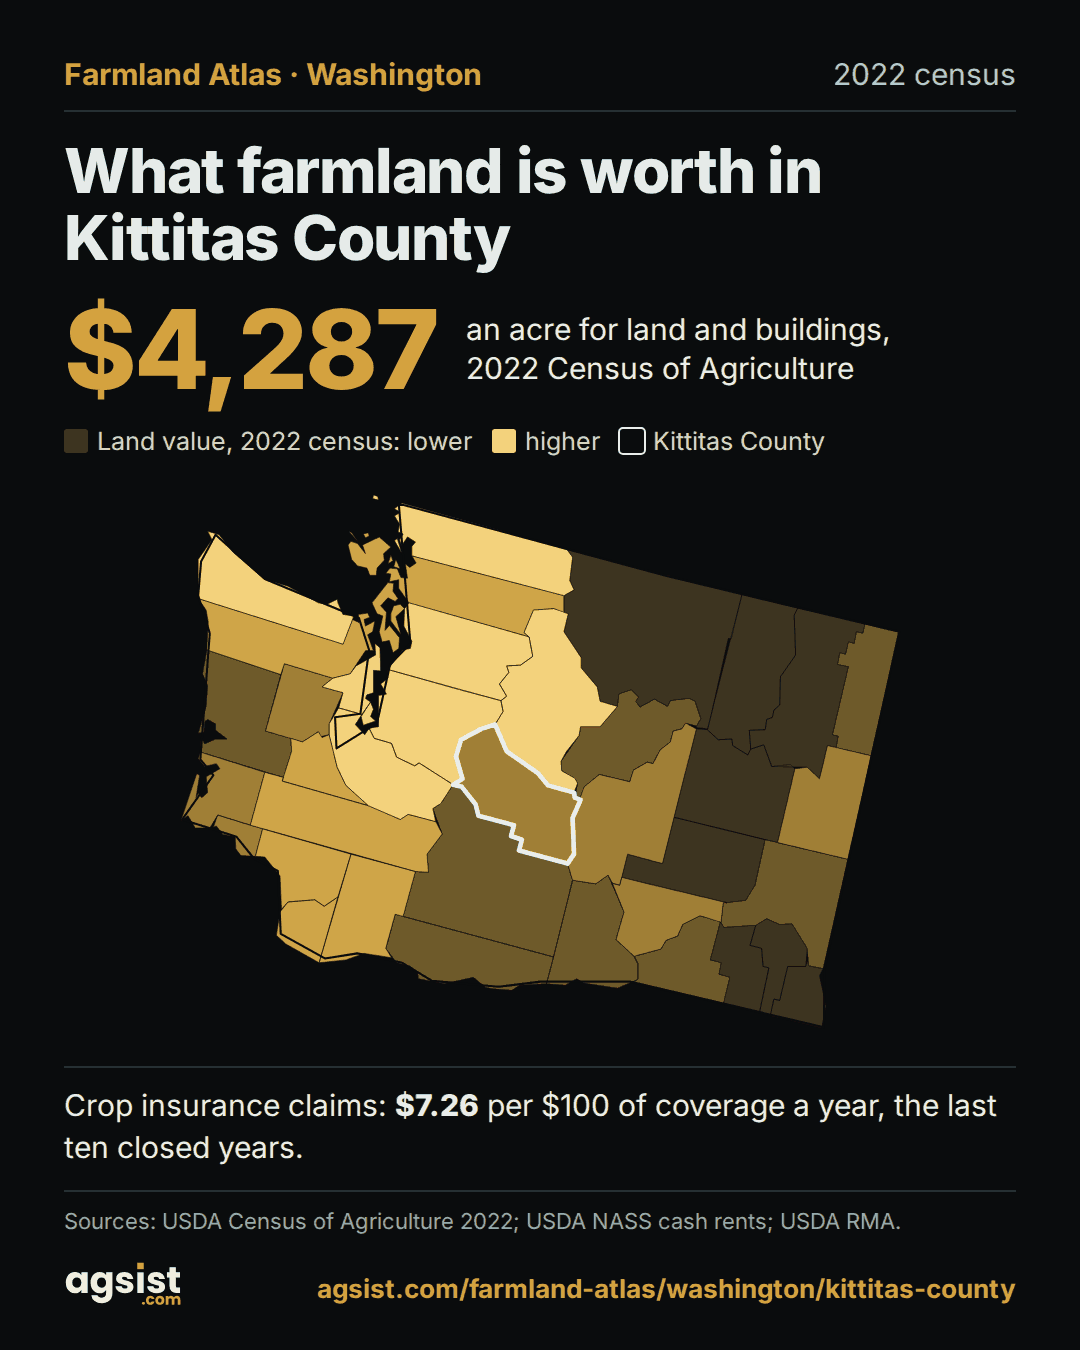 Farmland Atlas · Washington
2022 census
What farmland is worth in
Kittitas County
$4,287
an acre for land and buildings,
2022 Census of Agriculture
Land value, 2022 census: lower
higher
Kittitas County
Crop insurance claims: $7.26 per $100 of coverage a year, the last
ten closed years.
Sources: USDA Census of Agriculture 2022; USDA NASS cash rents; USDA RMA.
agsist
.com
agsist.com/farmland-atlas/washington/kittitas-county